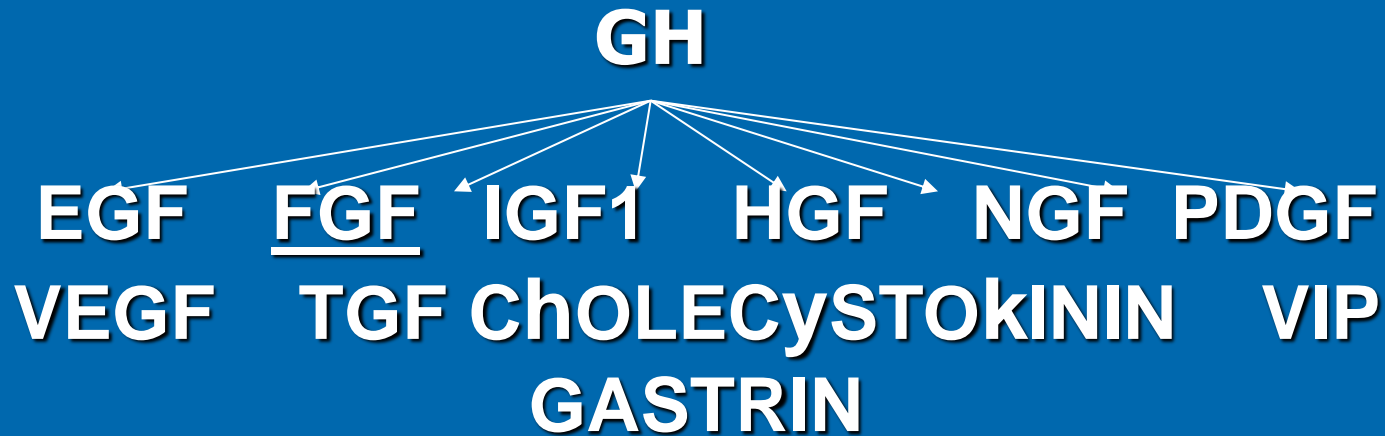 GH
EGF FGF IGF1 HGF NGF PDGF
VEGF TGF ChOLECySTOkININ VIP
GASTRIN